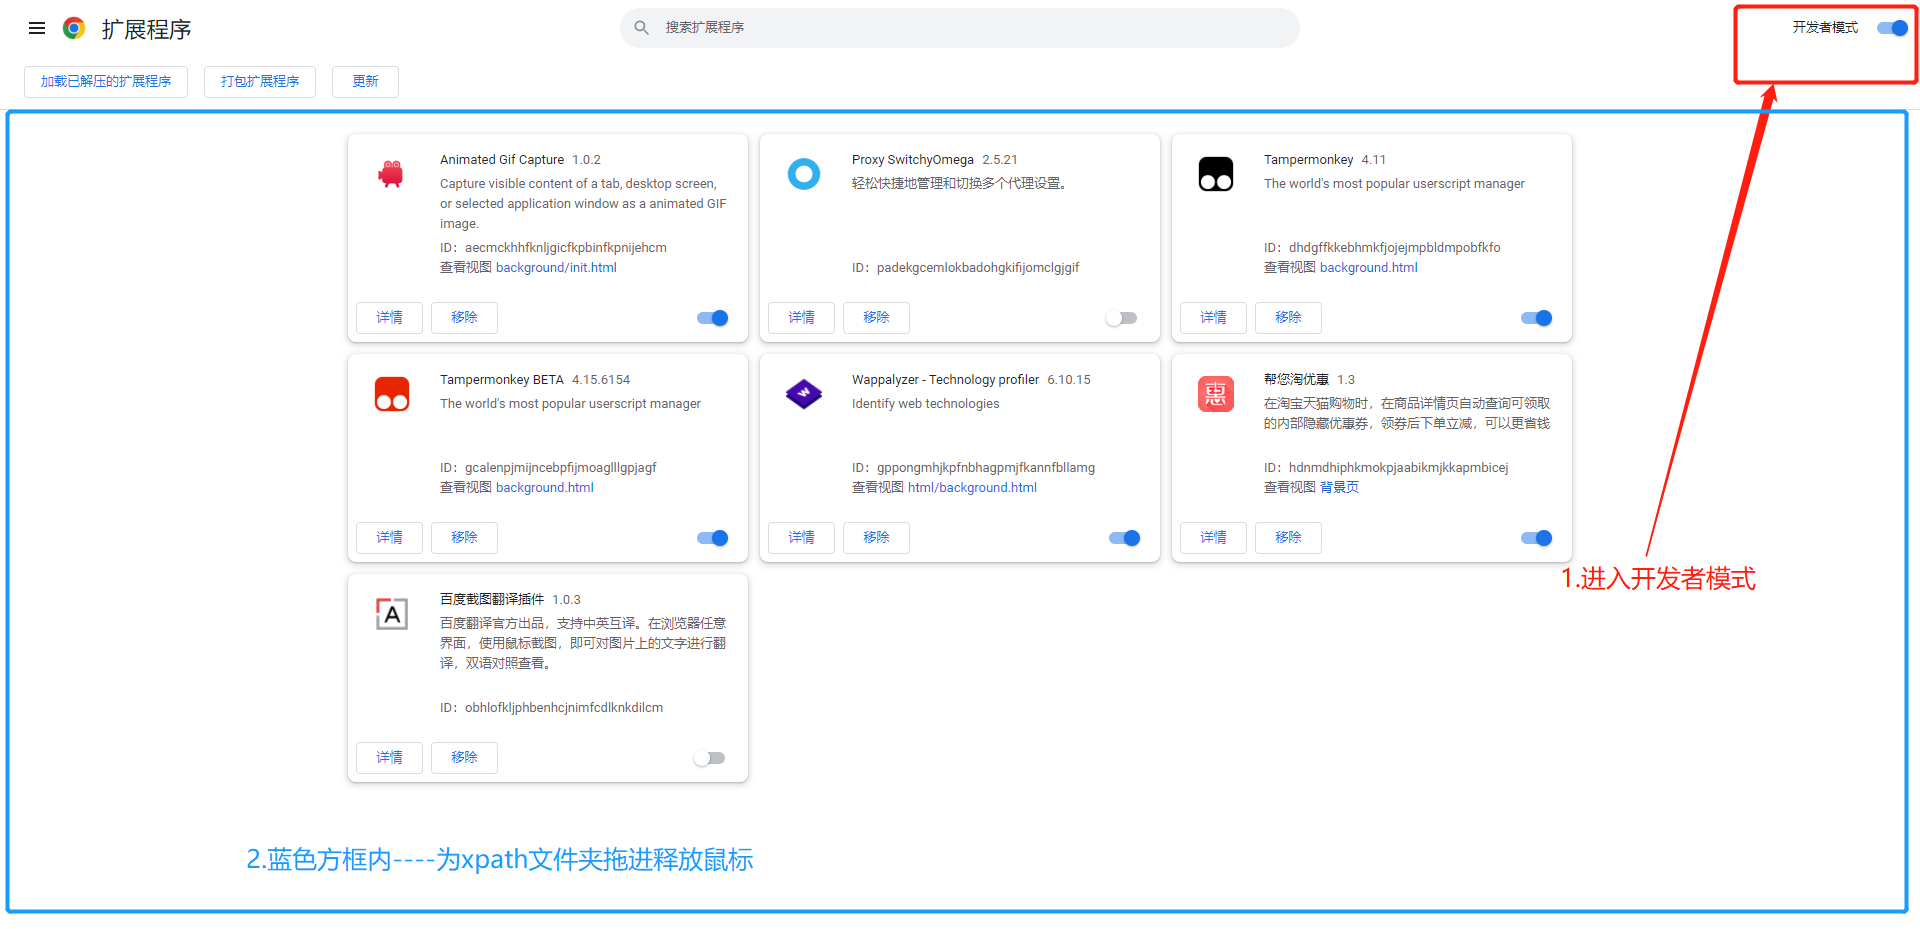 扩展程序
搜索扩展程序
开发者模式
加载已解压的扩展程序
打包扩展程序
更新
Animated Gif Capture 1.0.2
Capture visible content of a tab, desktop screen,
or selected application window as a animated GIF
image.
ID：aecmckhhfknljgicfkpbinfkpnijehcm
查看视图 background/init.html
详情
移除
Proxy SwitchyOmega 2.5.21
轻松快捷地管理和切换多个代理设置。
ID：padekgcemlokbadohgkifijomclgjgif
详情
移除
Tampermonkey 4.11
The world's most popular userscript manager
ID：dhdgffkkebhmkfjojejmpbldmpobfkfo
查看视图 background.html
详情
移除
Tampermonkey BETA 4.15.6154
The world's most popular userscript manager
ID：gcalenpjmijncebpfijmoaglllgpjagf
查看视图 background.html
详情
移除
Wappalyzer - Technology profiler 6.10.15
Identify web technologies
ID：gppongmhjkpfnbhagpmjfkannfbllamg
查看视图 html/background.html
详情
移除
惠
帮您淘优惠 1.3
在淘宝天猫购物时，在商品详情页自动查询可领取
的内部隐藏优惠券，领券后下单立减，可以更省钱
ID：hdnmdhiphkmokpjaabikmjkkapmbicej
查看视图 背景页
详情
移除
1.进入开发者模式
A
百度截图翻译插件 1.0.3
百度翻译官方出品，支持中英互译。在浏览器任意
界面，使用鼠标截图，即可对图片上的文字进行翻
译，双语对照查看。
ID：obhlofkljphbenhcjnimfcdlknkdilcm
详情
移除
2.蓝色方框内----为xpath文件夹拖进释放鼠标